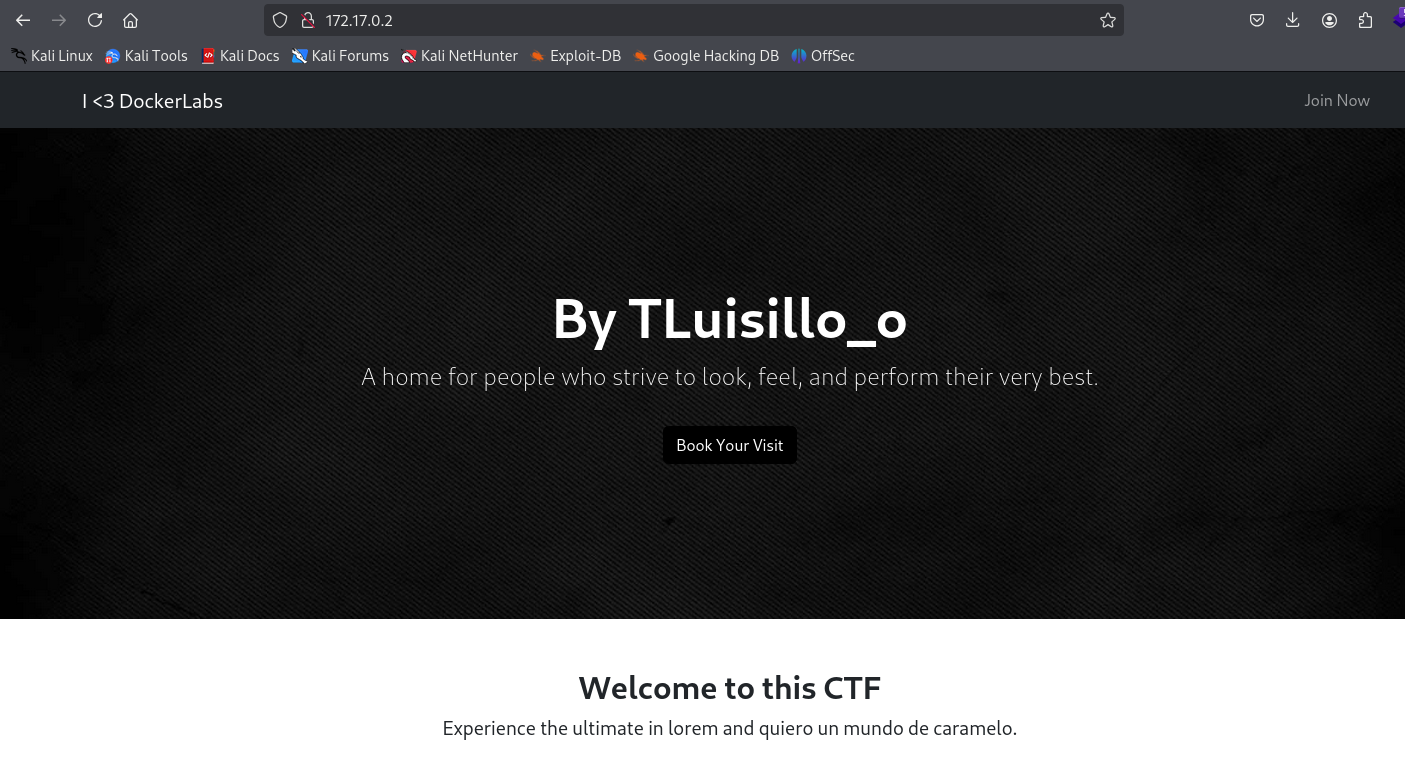 172.17.0.2
Kali Linux Kali Tools Kali Docs Kali Forums Kali NetHunter Exploit-DB Google Hacking DB OffSec
I <3 DockerLabs Join Now
By TLuisillo_o
A home for people who strive to look, feel, and perform their very best.
Book Your Visit
Welcome to this CTF
Experience the ultimate in lorem and quiero un mundo de caramelo.